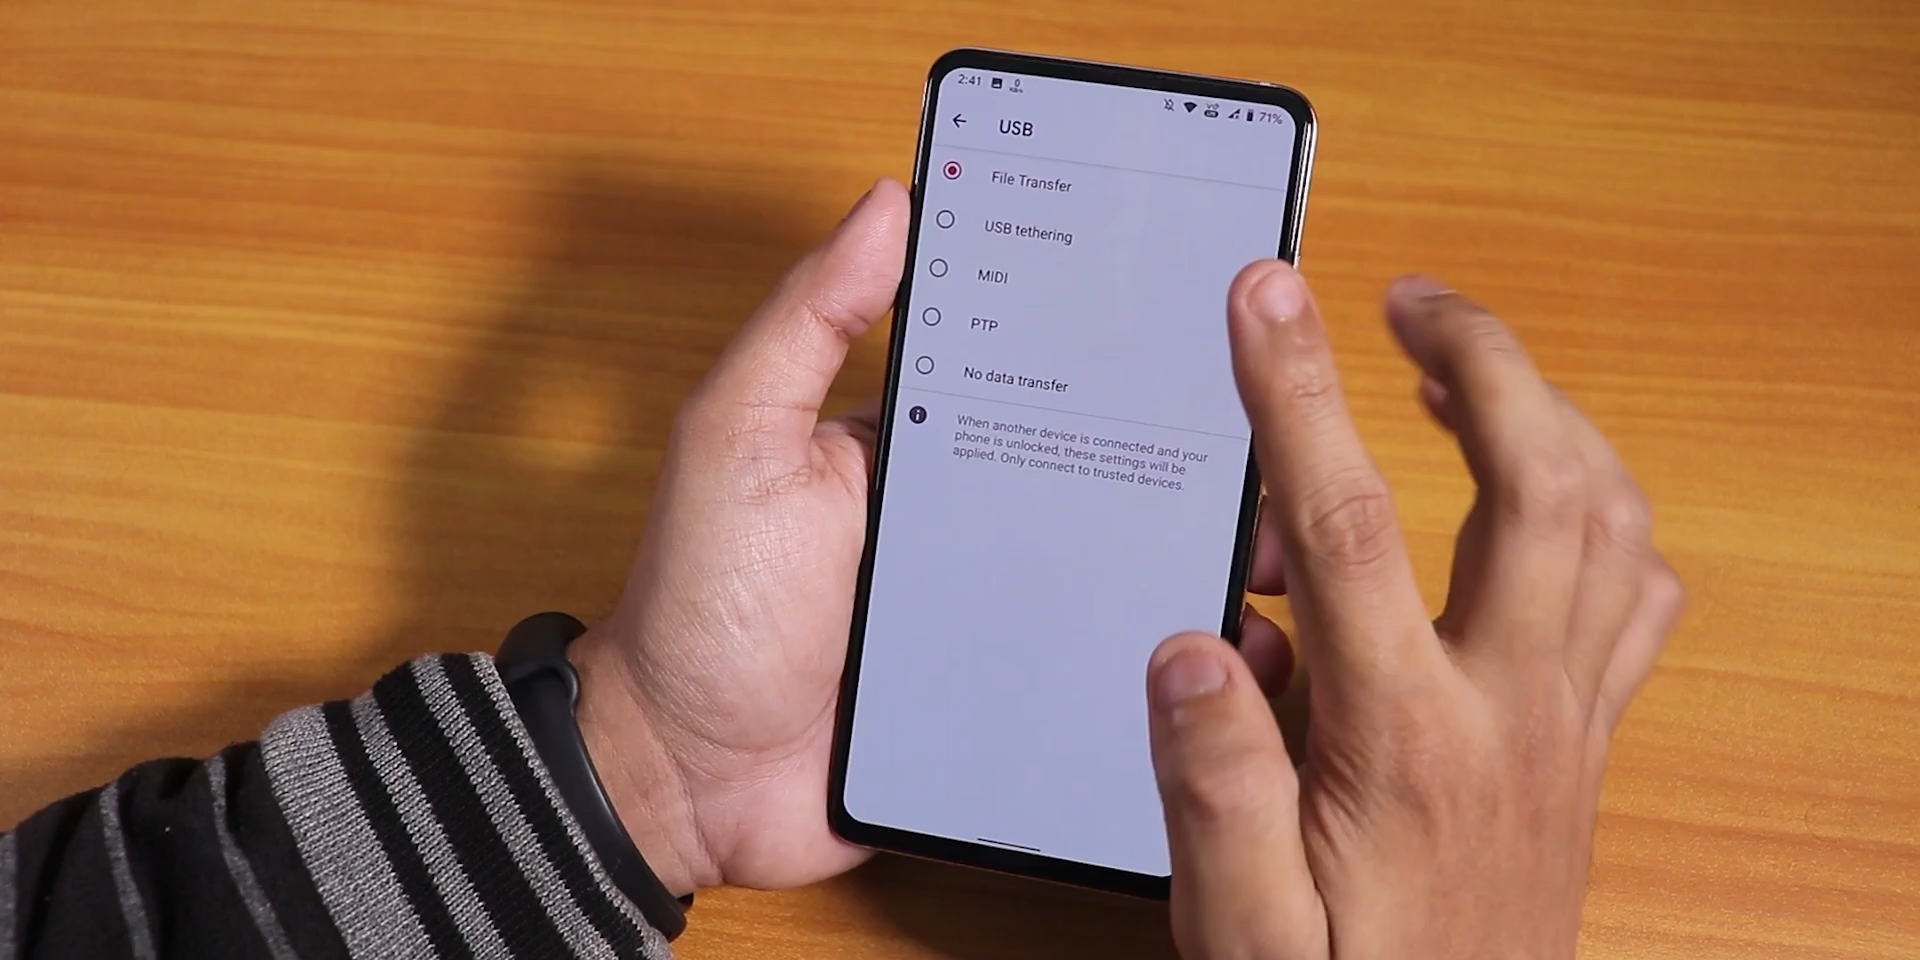 2:41
71%
USB
File Transfer
USB tethering
MIDI
PTP
No data transfer
When another device is connected and your
phone is unlocked, these settings will be
applied. Only connect to trusted devices.